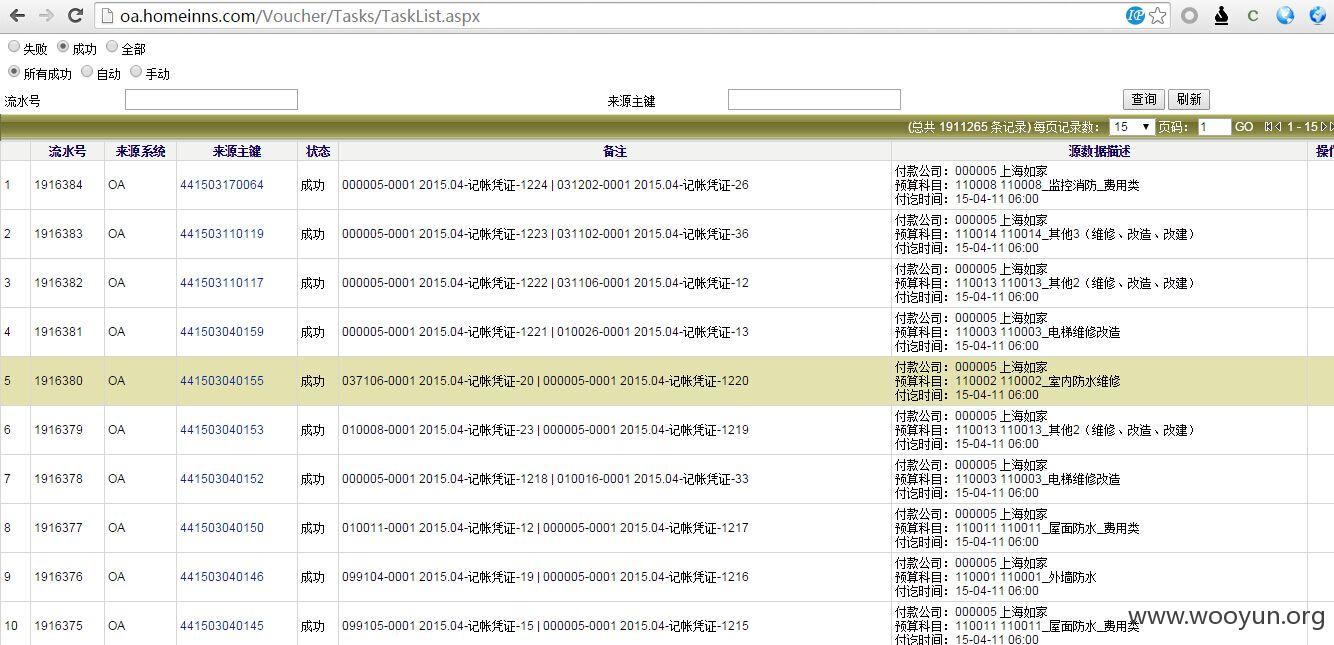 oa.homeinns.com/Voucher/Tasks/TaskList.aspx
失败 成功 全部
所有成功 自动 手动
流水号 来源主键 查询 刷新
(总共 1911265 条记录) 每页记录数： 15 页码： 1 GO 1 - 15
流水号 来源系统 来源主键 状态 备注 源数据描述
1 1916384 OA 441503170064 成功 000005-0001 2015.04-记帐凭证-1224 | 031202-0001 2015.04-记帐凭证-26
付款公司：000005 上海如家
预算科目：110008 110008_监控消防_费用类
付讫时间：15-04-11 06:00
2 1916383 OA 441503110119 成功 000005-0001 2015.04-记帐凭证-1223 | 031102-0001 2015.04-记帐凭证-36
付款公司：000005 上海如家
预算科目：110014 110014_其他3（维修、改造、改建）
付讫时间：15-04-11 06:00
3 1916382 OA 441503110117 成功 000005-0001 2015.04-记帐凭证-1222 | 031106-0001 2015.04-记帐凭证-12
付款公司：000005 上海如家
预算科目：110013 110013_其他2（维修、改造、改建）
付讫时间：15-04-11 06:00
4 1916381 OA 441503040159 成功 000005-0001 2015.04-记帐凭证-1221 | 010026-0001 2015.04-记帐凭证-13
付款公司：000005 上海如家
预算科目：110003 110003_电梯维修改造
付讫时间：15-04-11 06:00
5 1916380 OA 441503040155 成功 037106-0001 2015.04-记帐凭证-20 | 000005-0001 2015.04-记帐凭证-1220
付款公司：000005 上海如家
预算科目：110002 110002_室内防水维修
付讫时间：15-04-11 06:00
6 1916379 OA 441503040153 成功 010008-0001 2015.04-记帐凭证-23 | 000005-0001 2015.04-记帐凭证-1219
付款公司：000005 上海如家
预算科目：110013 110013_其他2（维修、改造、改建）
付讫时间：15-04-11 06:00
7 1916378 OA 441503040152 成功 000005-0001 2015.04-记帐凭证-1218 | 010016-0001 2015.04-记帐凭证-33
付款公司：000005 上海如家
预算科目：110003 110003_电梯维修改造
付讫时间：15-04-11 06:00
8 1916377 OA 441503040150 成功 010011-0001 2015.04-记帐凭证-12 | 000005-0001 2015.04-记帐凭证-1217
付款公司：000005 上海如家
预算科目：110011 110011_屋面防水_费用类
付讫时间：15-04-11 06:00
9 1916376 OA 441503040146 成功 099104-0001 2015.04-记帐凭证-19 | 000005-0001 2015.04-记帐凭证-1216
付款公司：000005 上海如家
预算科目：110001 110001_外墙防水
付讫时间：15-04-11 06:00
10 1916375 OA 441503040145 成功 099105-0001 2015.04-记帐凭证-15 | 000005-0001 2015.04-记帐凭证-1215
付款公司：000005 上海如家
预算科目：110011 110011_屋面防水_费用类
付讫时间：15-04-11 06:00
www.wooyun.org